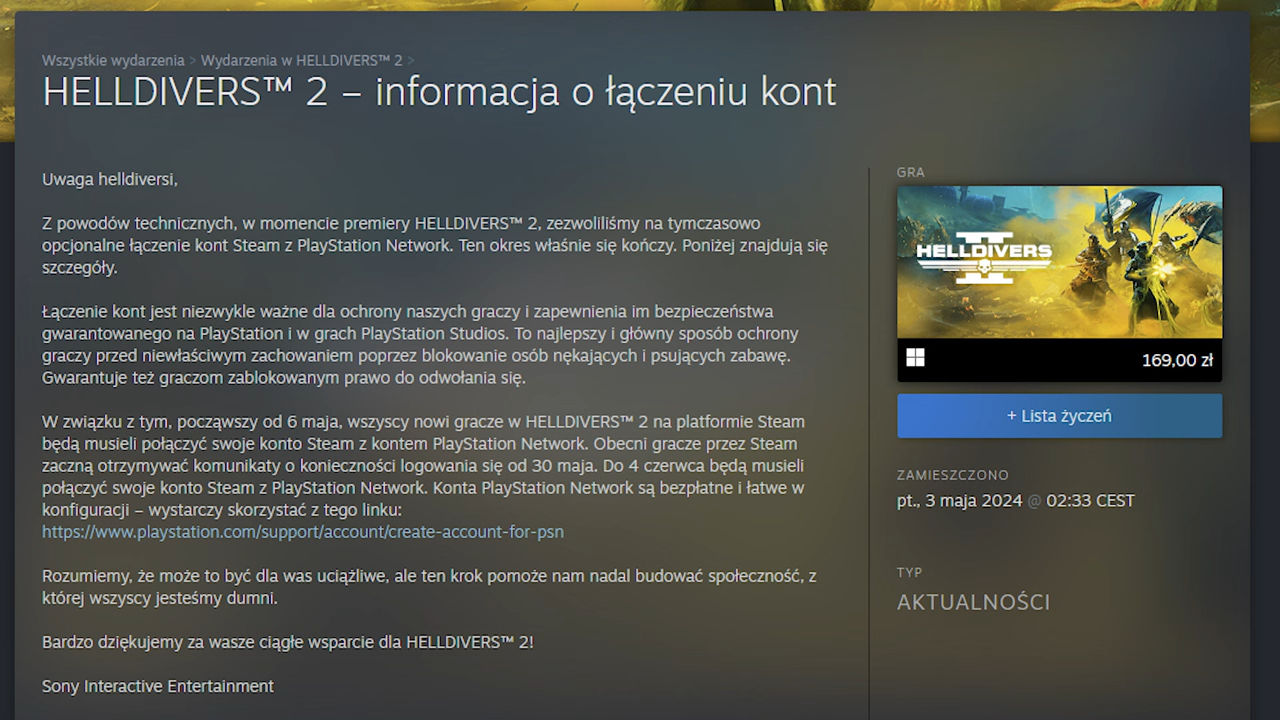 Wszystkie wydarzenia > Wydarzenia w HELLDIVERS™ 2 >
HELLDIVERS™ 2 – informacja o łączeniu kont
Uwaga helldiversi,
Z powodów technicznych, w momencie premiery HELLDIVERS™ 2, zezwoliliśmy na tymczasowo
opcjonalne łączenie kont Steam z PlayStation Network. Ten okres właśnie się kończy. Poniżej znajdują się
szczegóły.
Łączenie kont jest niezwykle ważne dla ochrony naszych graczy i zapewnienia im bezpieczeństwa
gwarantowanego na PlayStation i w grach PlayStation Studios. To najlepszy i główny sposób ochrony
graczy przed niewłaściwym zachowaniem poprzez blokowanie osób nękających i psujących zabawę.
Gwarantuje też graczom zablokowanym prawo do odwołania się.
W związku z tym, począwszy od 6 maja, wszyscy nowi gracze w HELLDIVERS™ 2 na platformie Steam
będą musieli połączyć swoje konto Steam z kontem PlayStation Network. Obecni gracze przez Steam
zaczną otrzymywać komunikaty o konieczności logowania się od 30 maja. Do 4 czerwca będą musieli
połączyć swoje konto Steam z PlayStation Network. Konta PlayStation Network są bezpłatne i łatwe w
konfiguracji – wystarczy skorzystać z tego linku:
https://www.playstation.com/support/account/create-account-for-psn
Rozumiemy, że może to być dla was uciążliwe, ale ten krok pomoże nam nadal budować społeczność, z
której wszyscy jesteśmy dumni.
Bardzo dziękujemy za wasze ciągłe wsparcie dla HELLDIVERS™ 2!
Sony Interactive Entertainment
GRA
HELLDIVERS II
169,00 zł
+ Lista życzeń
ZAMIESZCZONO
pt., 3 maja 2024 @ 02:33 CEST
TYP
AKTUALNOŚCI